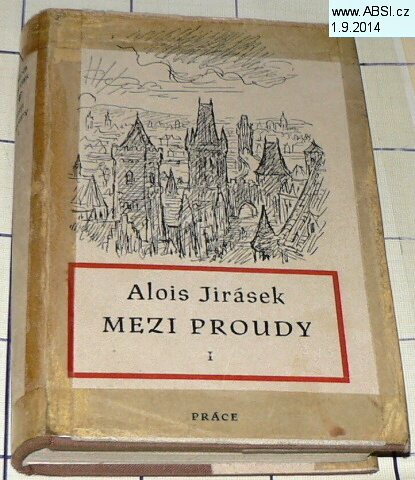 www.ABSI.cz
1.9.2014
Alois Jirásek
MEZI PROUDY
I
PRÁCE